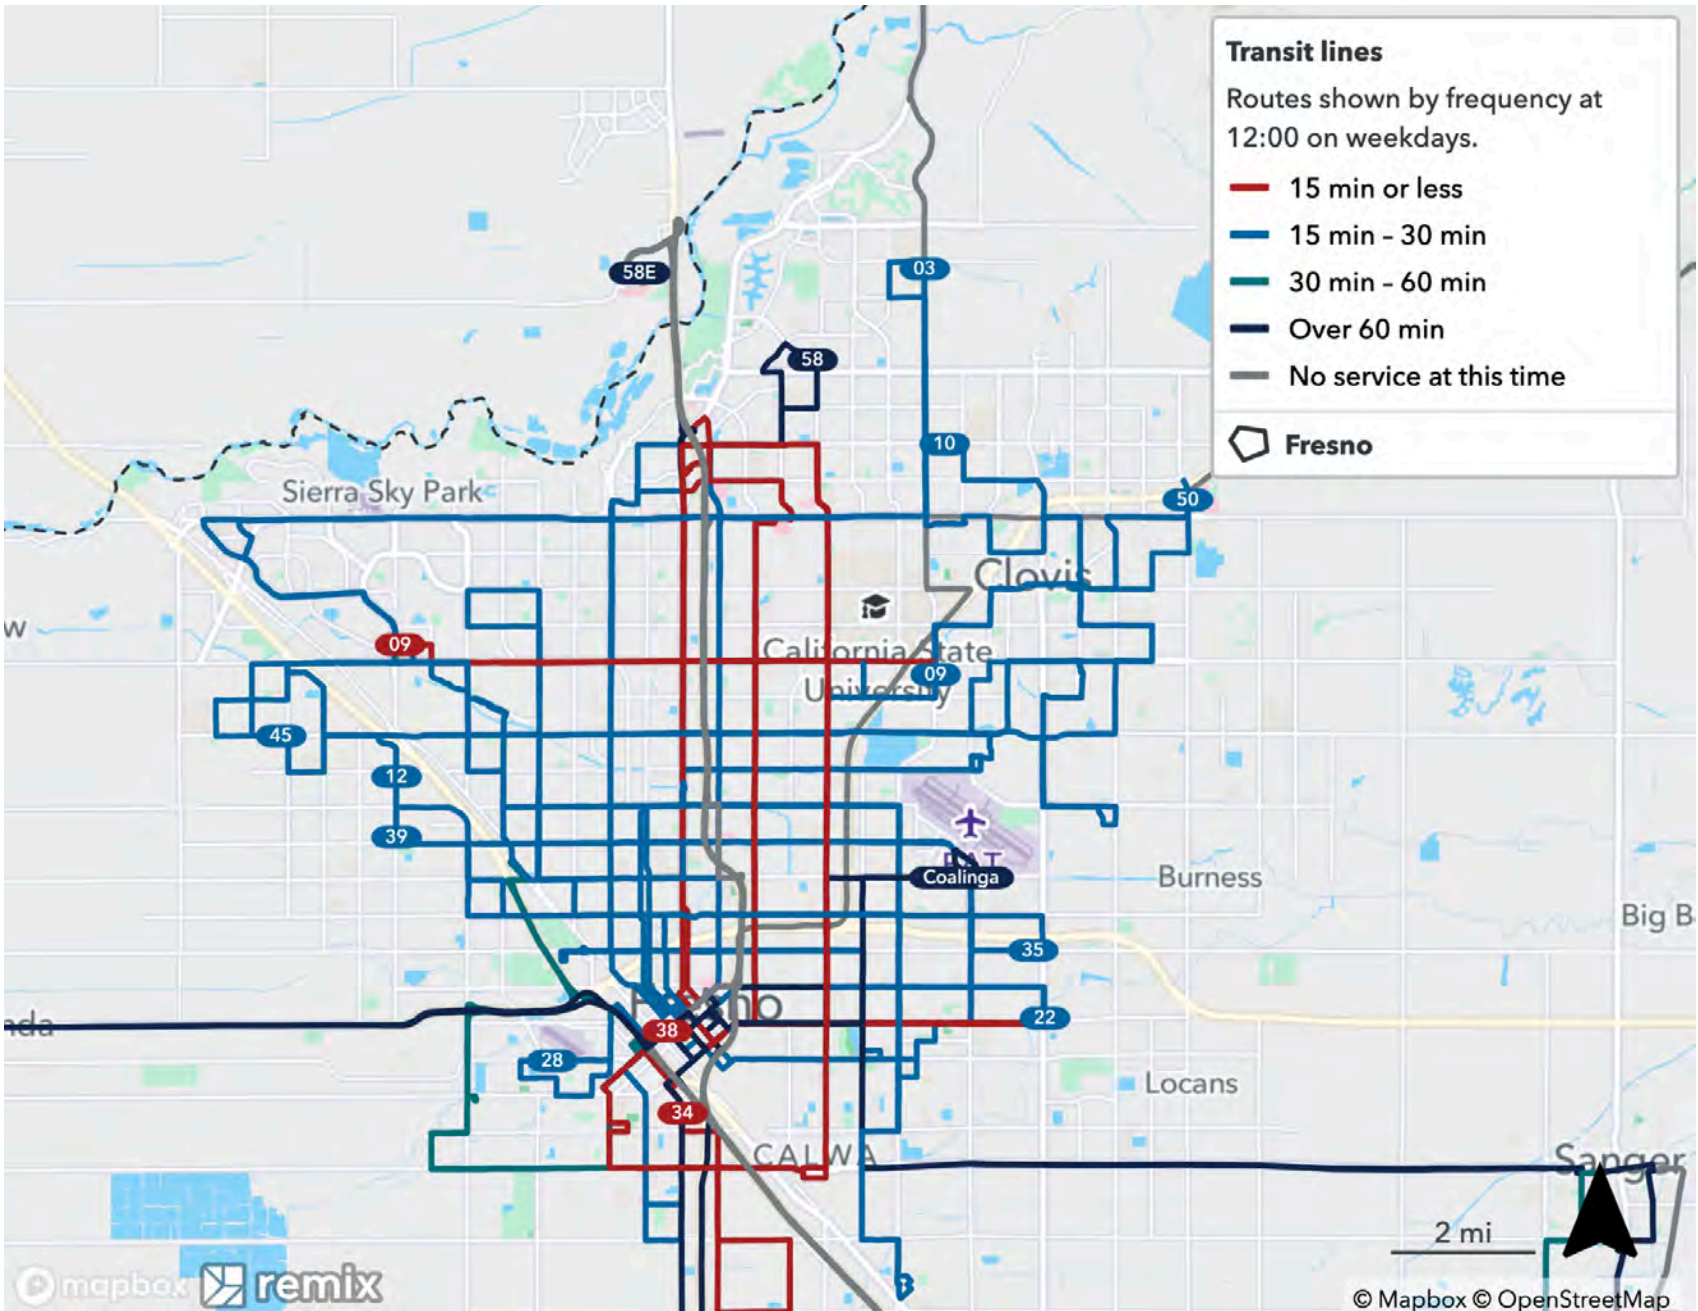 Transit lines
Routes shown by frequency at
12:00 on weekdays.
15 min or less
15 min – 30 min
30 min – 60 min
Over 60 min
No service at this time
Fresno
58E
03
58
10
Sierra Sky Park
50
Clovis
w
09
California State
University
09
45
12
39
FAT
Coalinga
Burness
Big B
35
Fresno
nda
38
22
28
Locans
34
CALWA
Sanger
2 mi
mapbox
remix
© Mapbox © OpenStreetMap